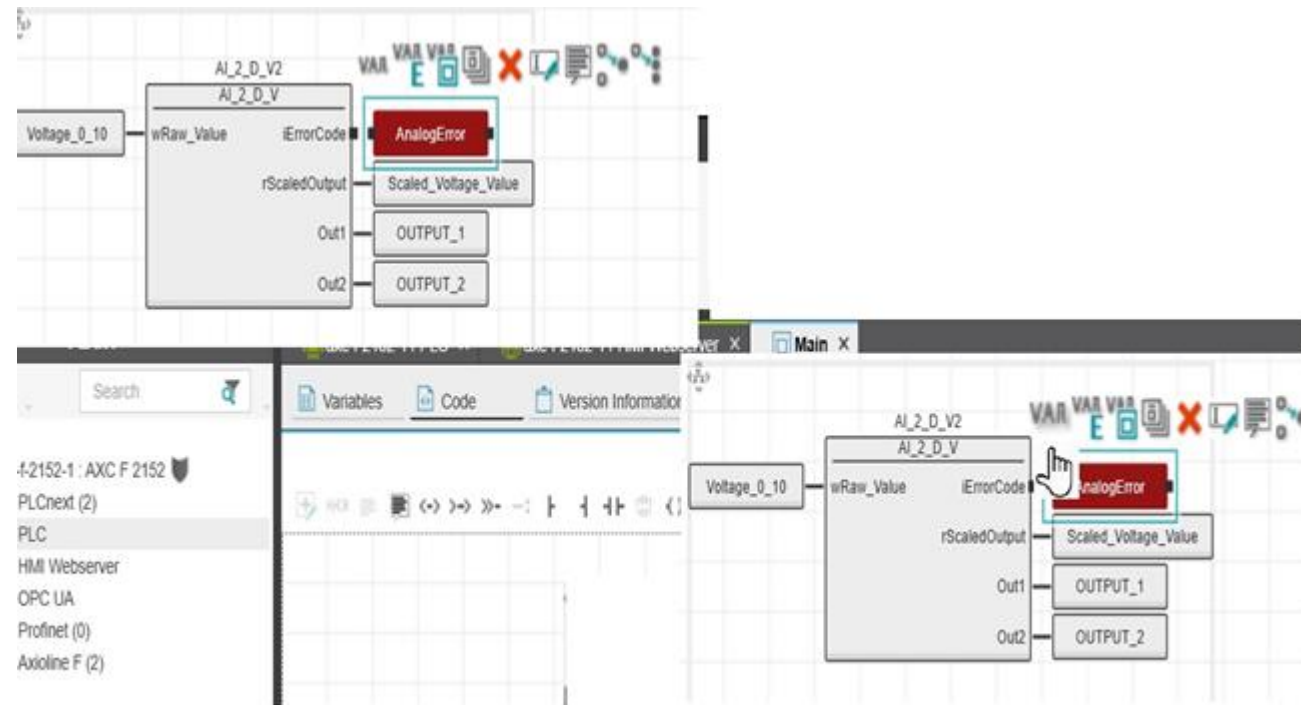 AI_2_D_V2
AI_2_D_V
VAR
VAR E
VAR
Voltage_0_10
wRaw_Value
iErrorCode
AnalogError
rScaledOutput
Scaled_Voltage_Value
Out1
OUTPUT_1
Out2
OUTPUT_2
Main
Search
Variables
Code
Version Information
-f-2152-1 : AXC F 2152
PLCnext (2)
PLC
HMI Webserver
OPC UA
Profinet (0)
Axioline F (2)
AI_2_D_V2
AI_2_D_V
VAR
VAR E
VAR
Voltage_0_10
wRaw_Value
iErrorCode
AnalogError
rScaledOutput
Scaled_Voltage_Value
Out1
OUTPUT_1
Out2
OUTPUT_2